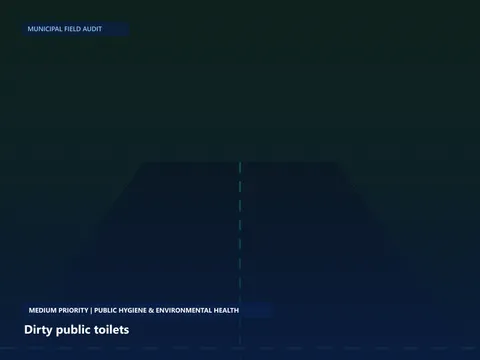 MUNICIPAL FIELD AUDIT
MEDIUM PRIORITY | PUBLIC HYGIENE & ENVIRONMENTAL HEALTH
Dirty public toilets